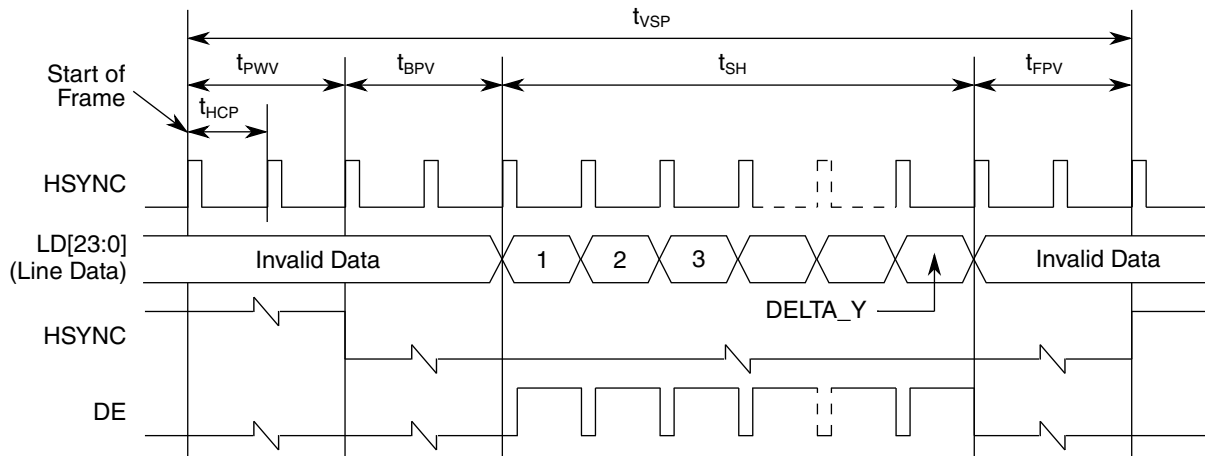 tVSP
tPWV
tBPV
tSH
tFPV
Start of
Frame
tHCP
HSYNC
LD[23:0]
(Line Data)
Invalid Data
1
2
3
Invalid Data
DELTA_Y
HSYNC
DE